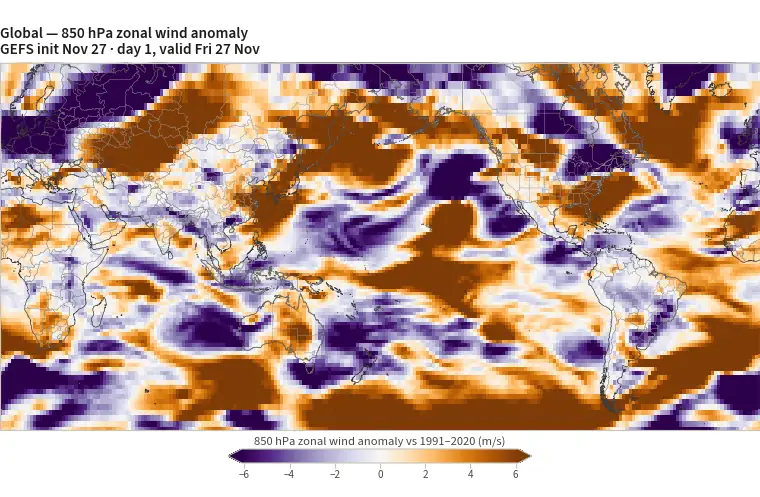 Global — 850 hPa zonal wind anomaly
GEFS init Nov 27 · day 1, valid Fri 27 Nov
850 hPa zonal wind anomaly vs 1991–2020 (m/s)
−6 −4 −2 0 2 4 6